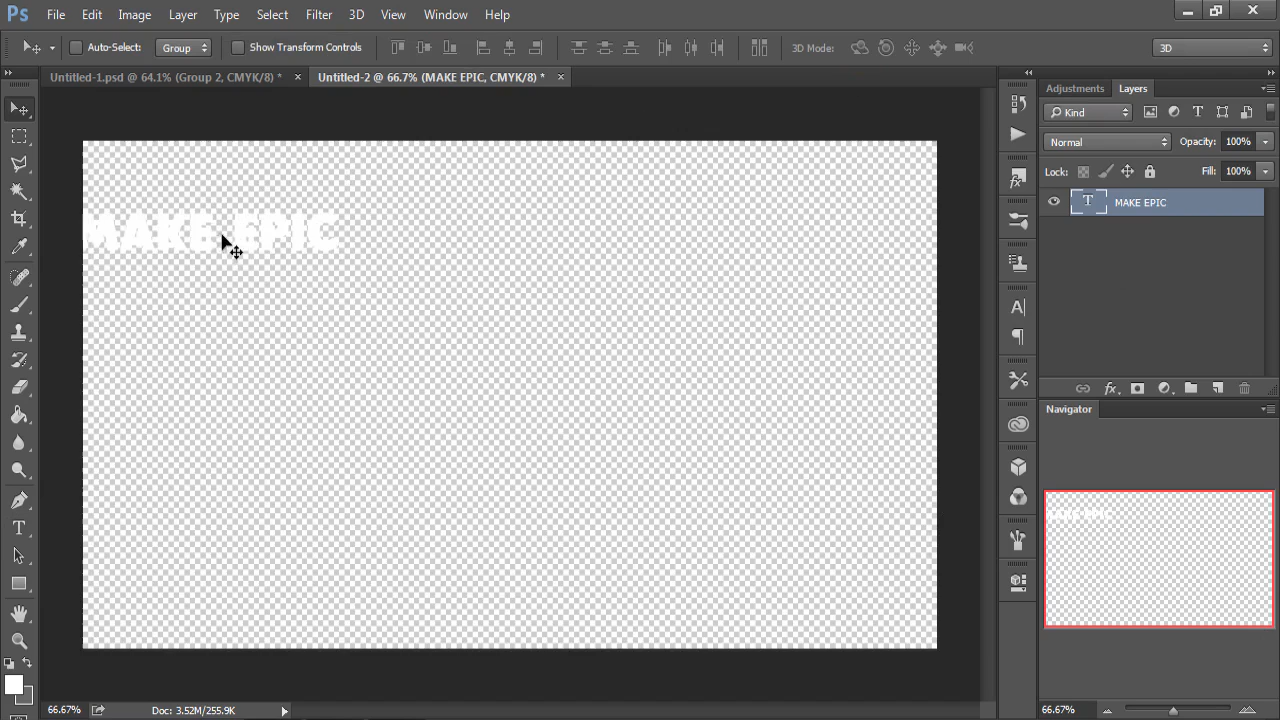 Ps File Edit Image Layer Type Select Filter 3D View Window Help
Auto-Select: Group Show Transform Controls 3D Mode: 3D
Untitled-1.psd @ 64.1% (Group 2, CMYK/8) * × Untitled-2 @ 66.7% (MAKE EPIC, CMYK/8) * ×
Adjustments Layers
Kind
Normal Opacity: 100%
Lock: Fill: 100%
T MAKE EPIC
MAKE EPIC
Navigator
MAKE EPIC
66.67% Doc: 3.52M/255.9K
66.67%